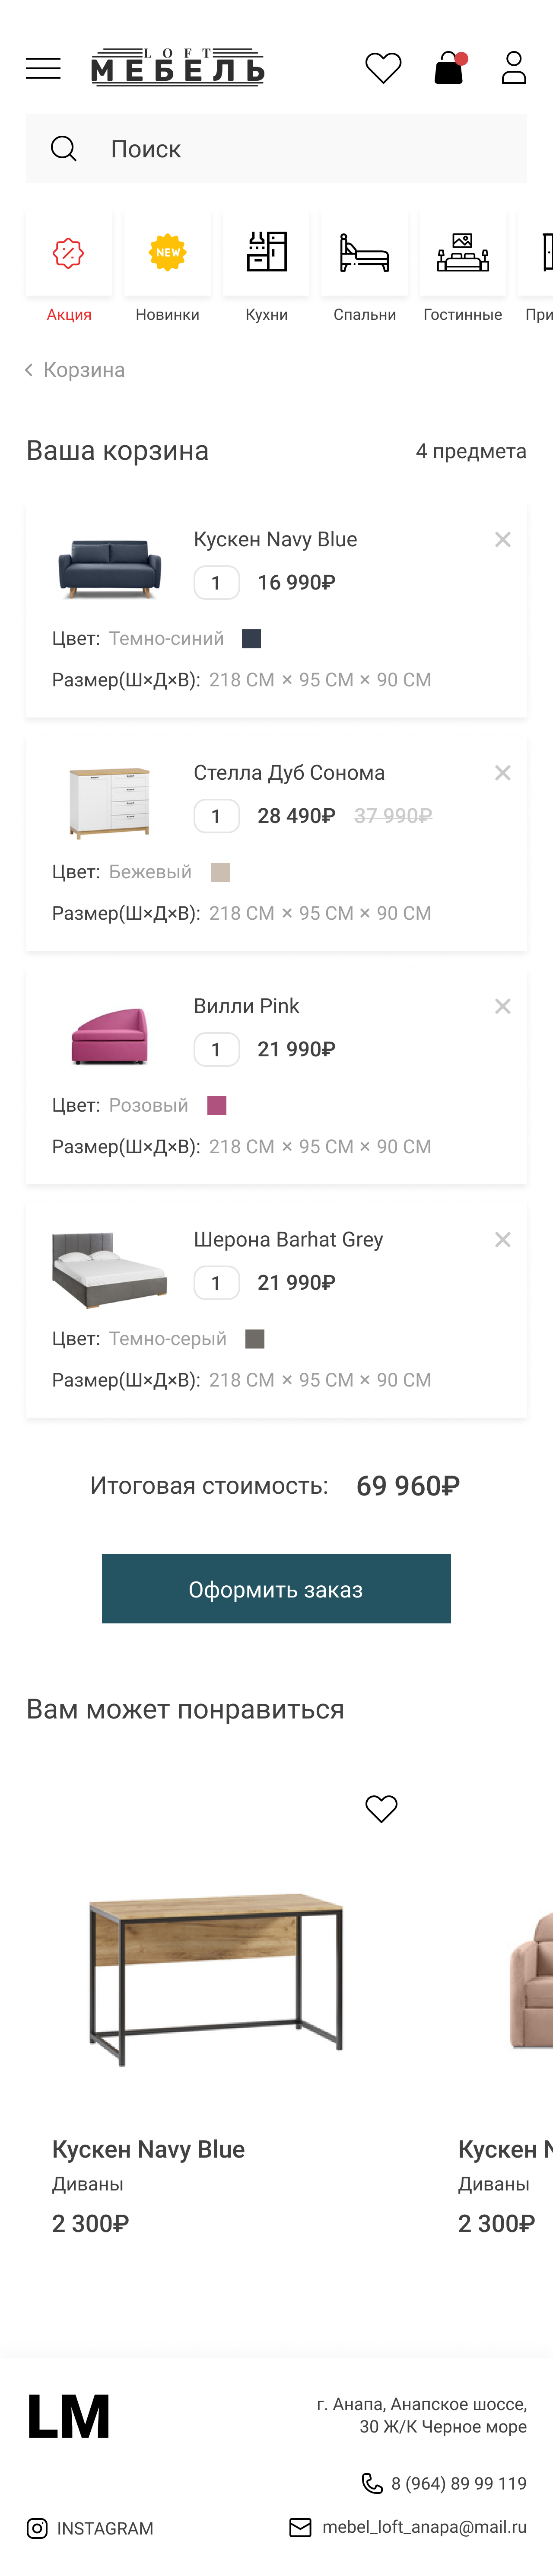 LOFT
МЕБЕЛЬ
Поиск
NEW
Акция Новинки Кухни Спальни Гостинные При
Корзина
Ваша корзина 4 предмета
Кускен Navy Blue
1 16 990₽
Цвет: Темно-синий
Размер(Ш×Д×В): 218 СМ × 95 СМ × 90 СМ
Стелла Дуб Сонома
1 28 490₽ 37 990₽
Цвет: Бежевый
Размер(Ш×Д×В): 218 СМ × 95 СМ × 90 СМ
Вилли Pink
1 21 990₽
Цвет: Розовый
Размер(Ш×Д×В): 218 СМ × 95 СМ × 90 СМ
Шерона Barhat Grey
1 21 990₽
Цвет: Темно-серый
Размер(Ш×Д×В): 218 СМ × 95 СМ × 90 СМ
Итоговая стоимость: 69 960₽
Оформить заказ
Вам может понравиться
Кускен Navy Blue
Диваны
2 300₽
Кускен N
Диваны
2 300₽
LM
г. Анапа, Анапское шоссе,
30 Ж/К Черное море
8 (964) 89 99 119
INSTAGRAM
mebel_loft_anapa@mail.ru